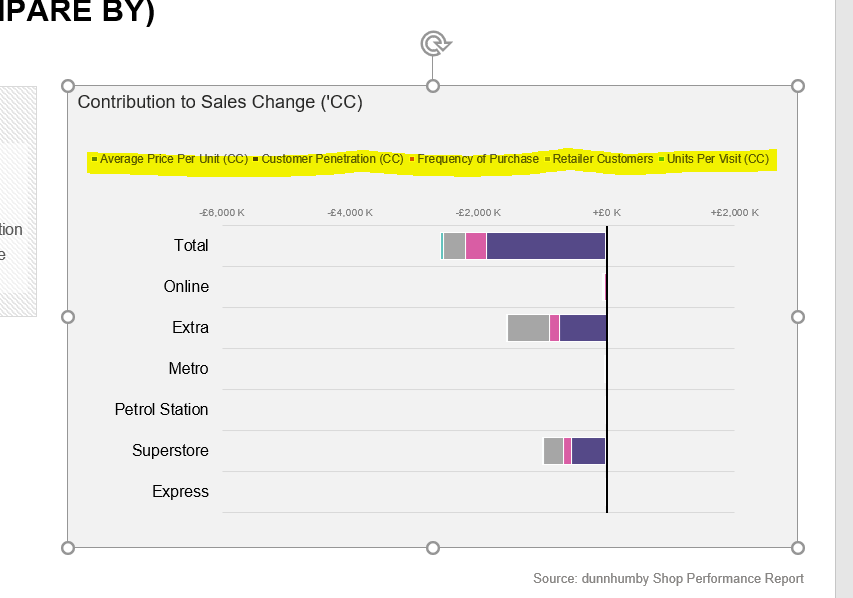 IPARE BY)
Contribution to Sales Change ('CC)
Average Price Per Unit (CC) Customer Penetration (CC) Frequency of Purchase Retailer Customers Units Per Visit (CC)
-£6,000 K -£4,000 K -£2,000 K +£0 K +£2,000 K
Total
tion
e
Online
Extra
Metro
Petrol Station
Superstore
Express
Source: dunnhumby Shop Performance Report